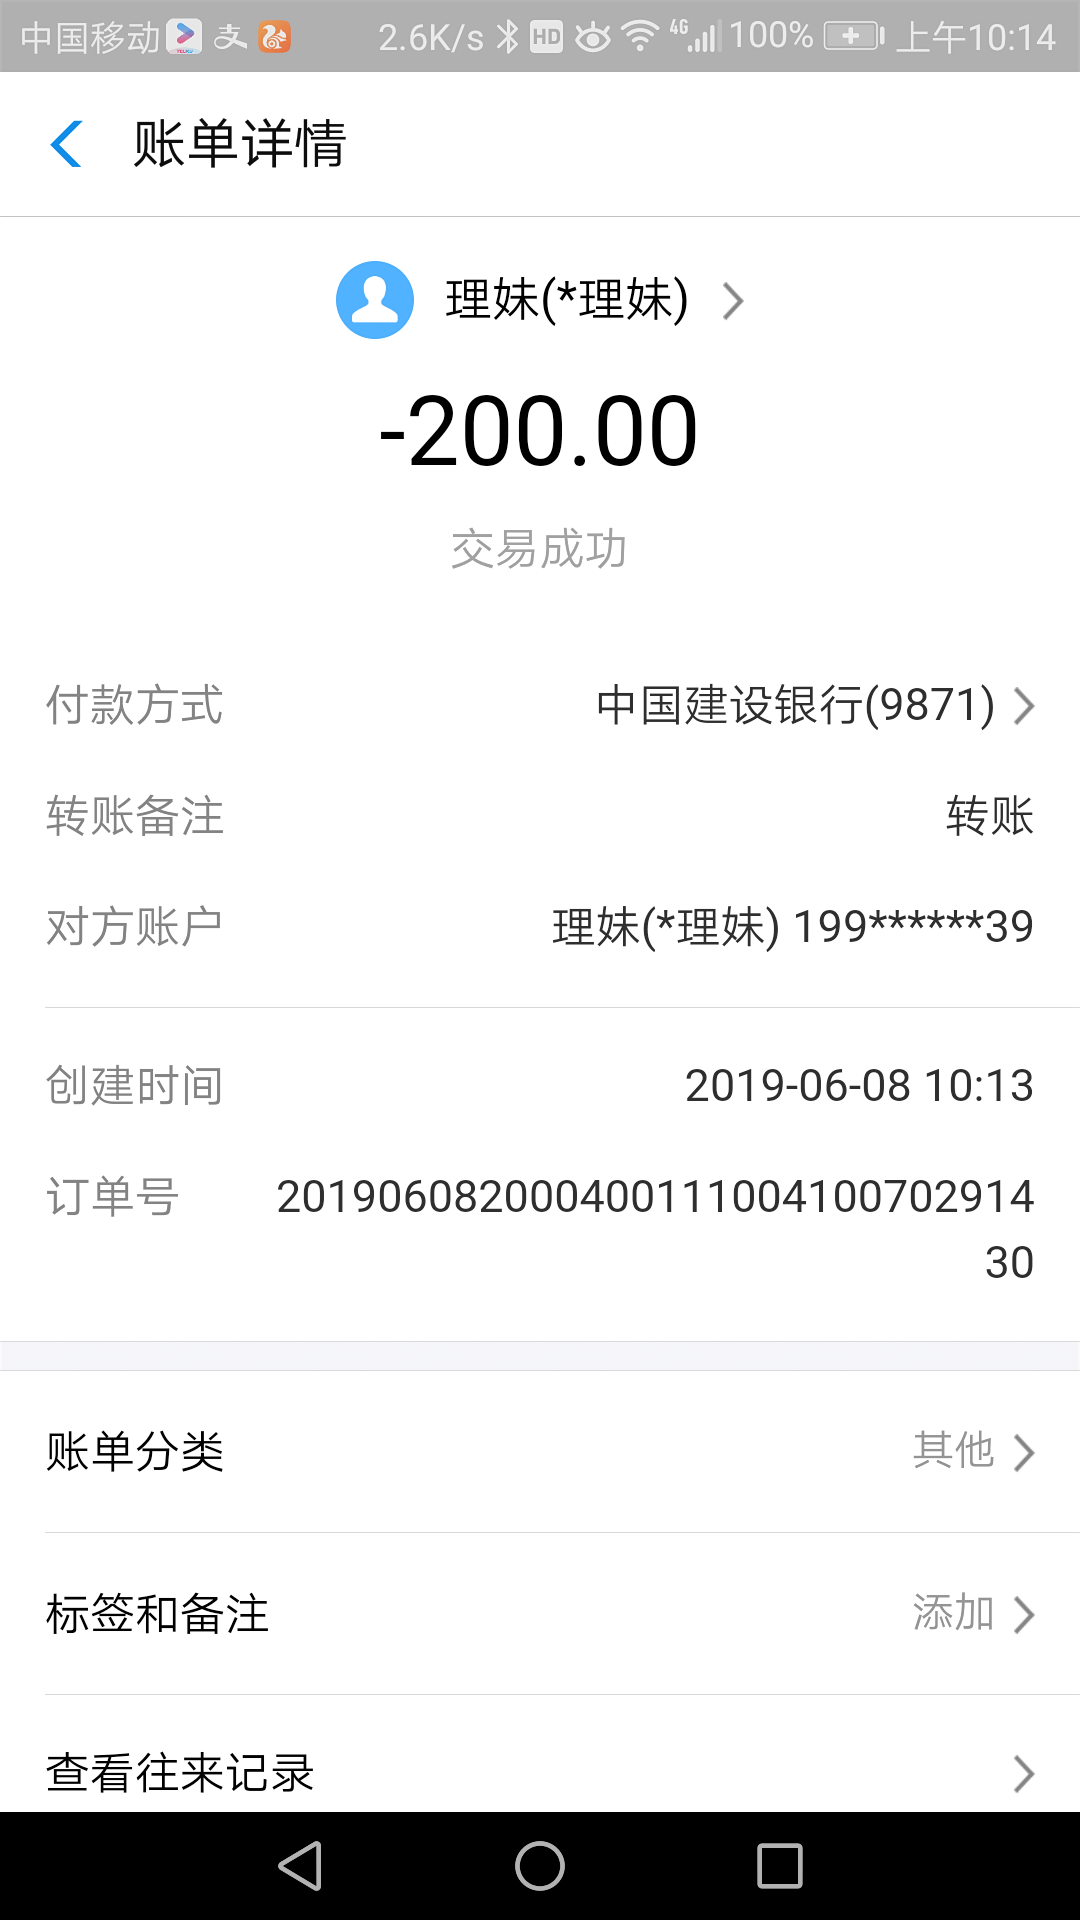 中国移动 支 2.6K/s HD 4G 100% 上午10:14
账单详情
理妹(*理妹)
-200.00
交易成功
付款方式 中国建设银行(9871)
转账备注 转账
对方账户 理妹(*理妹) 199******39
创建时间 2019-06-08 10:13
订单号 201906082000400111004100702914
30
账单分类 其他
标签和备注 添加
查看往来记录